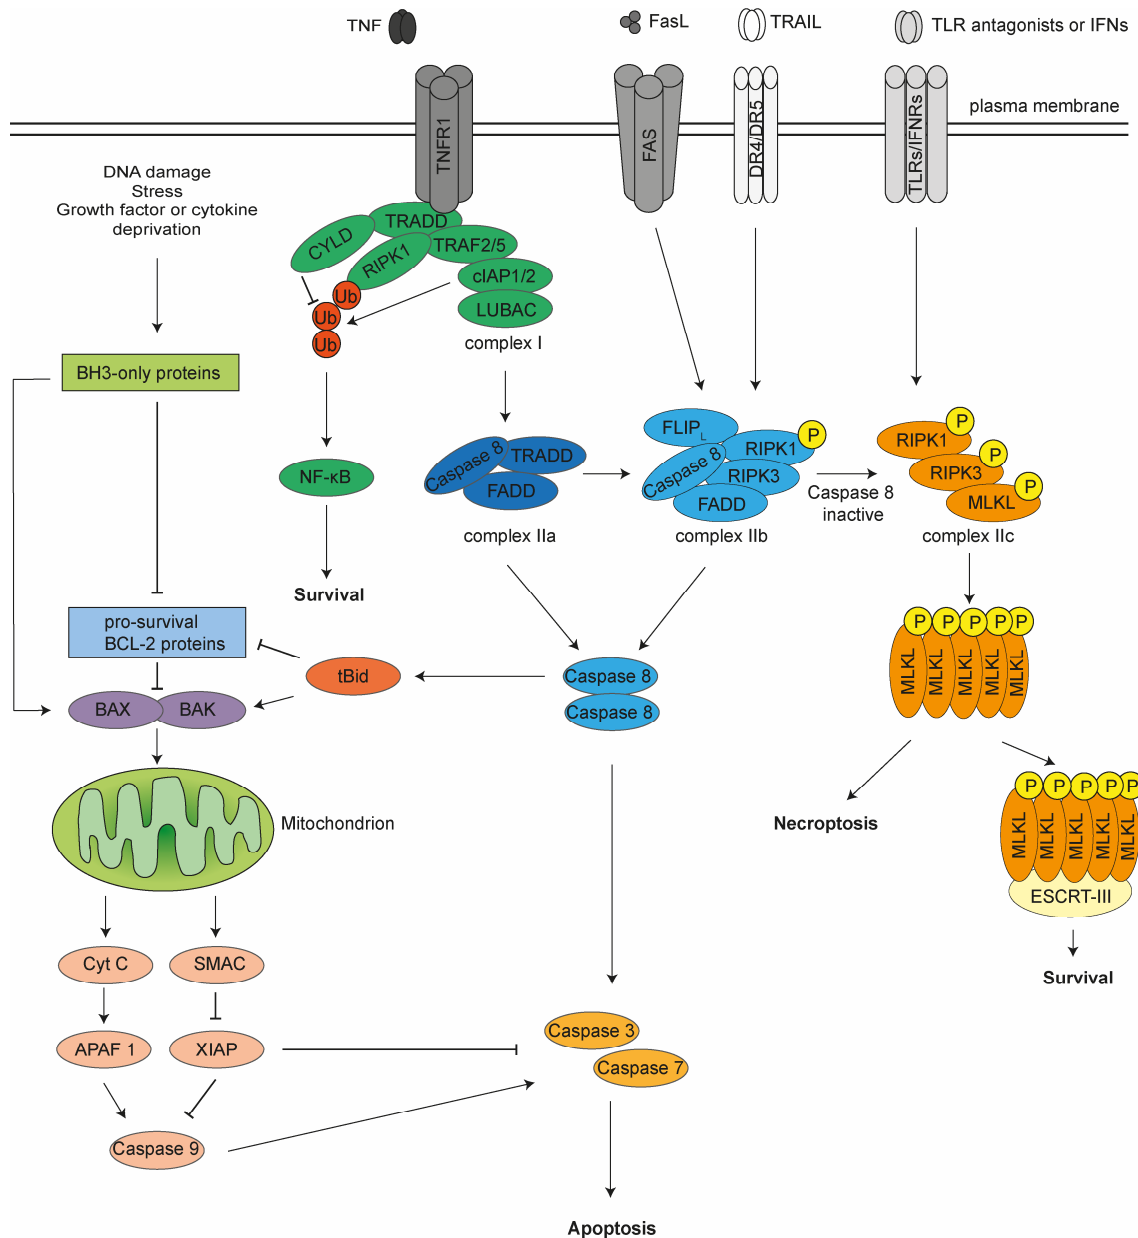 TNF
FasL
TRAIL
TLR antagonists or IFNs
plasma membrane
TNFR1
FAS
DR4/DR5
TLRs/IFNRs
DNA damage
Stress
Growth factor or cytokine
deprivation
TRADD
CYLD
RIPK1
TRAF2/5
cIAP1/2
LUBAC
Ub
Ub
Ub
complex I
BH3-only proteins
FLIPL
Caspase 8
RIPK1
P
RIPK3
FADD
complex IIb
Caspase 8
TRADD
FADD
complex IIa
RIPK1
P
RIPK3
P
MLKL
P
complex IIc
Caspase 8
inactive
NF-κB
Survival
pro-survival
BCL-2 proteins
tBid
Caspase 8
Caspase 8
P
P
P
P
P
MLKL
MLKL
MLKL
MLKL
MLKL
BAX
BAK
Mitochondrion
Necroptosis
P
P
P
P
P
MLKL
MLKL
MLKL
MLKL
MLKL
ESCRT-III
Survival
Cyt C
SMAC
APAF 1
XIAP
Caspase 3
Caspase 7
Caspase 9
Apoptosis